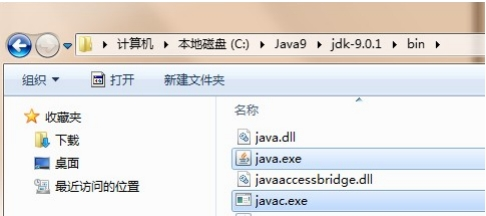 计算机 ▸ 本地磁盘 (C:) ▸ Java9 ▸ jdk-9.0.1 ▸ bin ▸
组织 ▼ 打开 新建文件夹
收藏夹
下载
桌面
最近访问的位置
名称
java.dll
java.exe
javaaccessbridge.dll
javac.exe